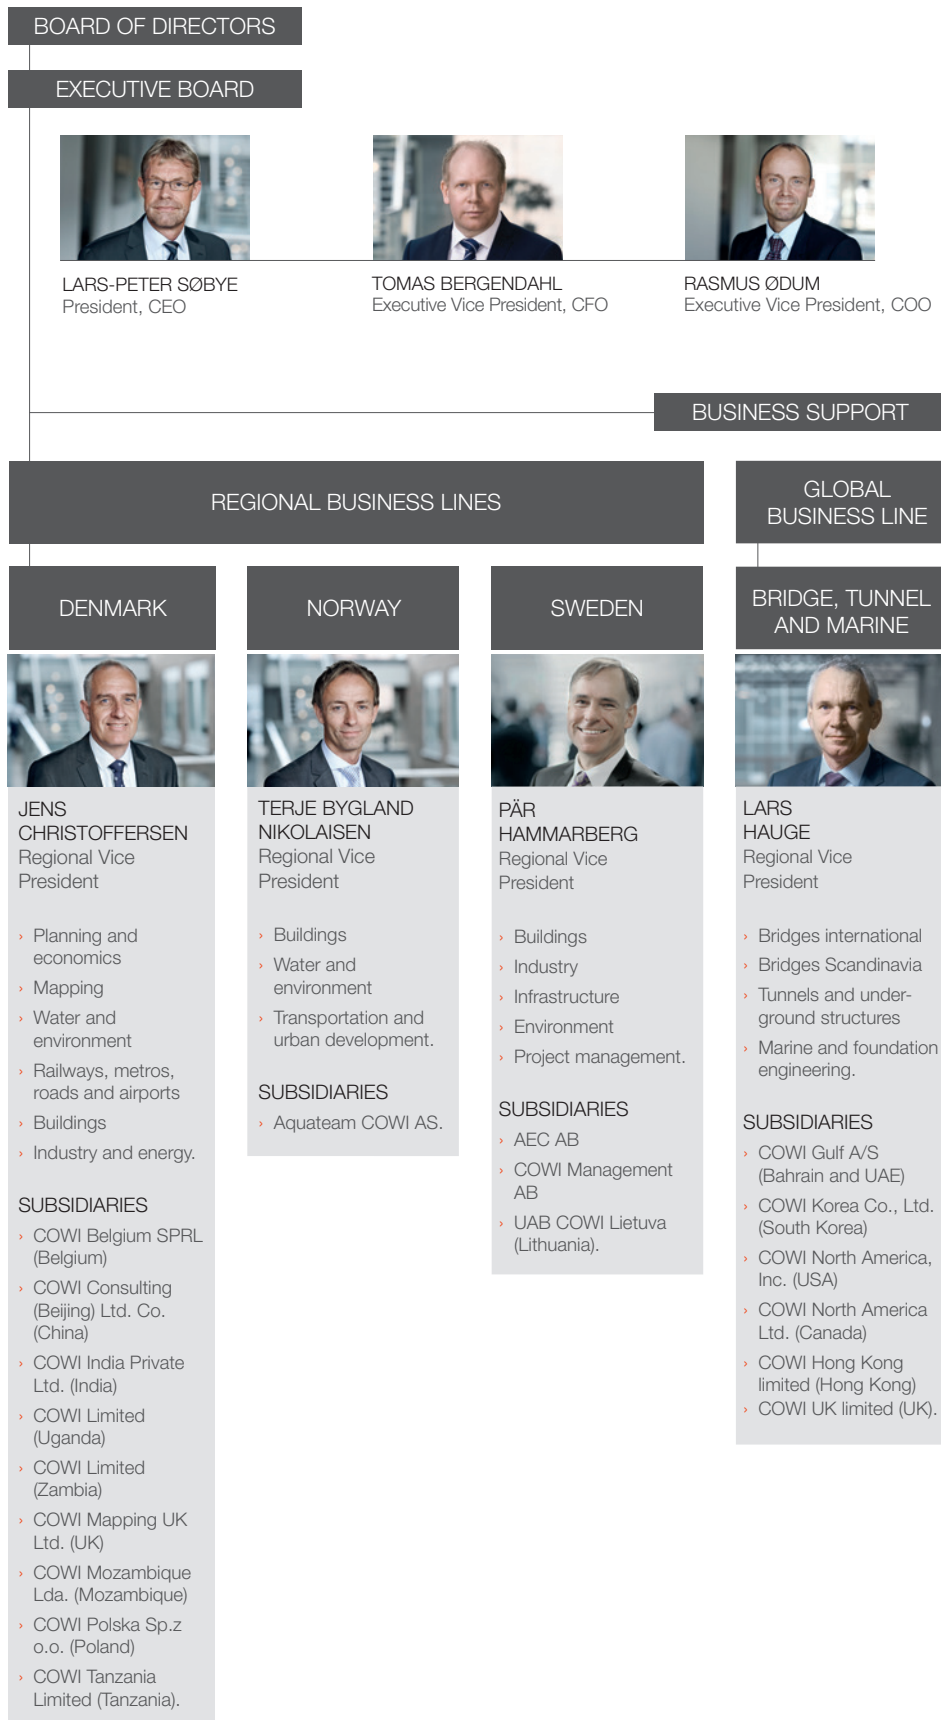 BOARD OF DIRECTORS
EXECUTIVE BOARD
LARS-PETER SØBYE
President, CEO
TOMAS BERGENDAHL
Executive Vice President, CFO
RASMUS ØDUM
Executive Vice President, COO
BUSINESS SUPPORT
REGIONAL BUSINESS LINES
GLOBAL
BUSINESS LINE
DENMARK
JENS
CHRISTOFFERSEN
Regional Vice
President
› Planning and
economics
› Mapping
› Water and
environment
› Railways, metros,
roads and airports
› Buildings
› Industry and energy.
SUBSIDIARIES
› COWI Belgium SPRL
(Belgium)
› COWI Consulting
(Beijing) Ltd. Co.
(China)
› COWI India Private
Ltd. (India)
› COWI Limited
(Uganda)
› COWI Limited
(Zambia)
› COWI Mapping UK
Ltd. (UK)
› COWI Mozambique
Lda. (Mozambique)
› COWI Polska Sp.z
o.o. (Poland)
› COWI Tanzania
Limited (Tanzania).
NORWAY
TERJE BYGLAND
NIKOLAISEN
Regional Vice
President
› Buildings
› Water and
environment
› Transportation and
urban development.
SUBSIDIARIES
› Aquateam COWI AS.
SWEDEN
PÄR
HAMMARBERG
Regional Vice
President
› Buildings
› Industry
› Infrastructure
› Environment
› Project management.
SUBSIDIARIES
› AEC AB
› COWI Management
AB
› UAB COWI Lietuva
(Lithuania).
BRIDGE, TUNNEL
AND MARINE
LARS
HAUGE
Regional Vice
President
› Bridges international
› Bridges Scandinavia
› Tunnels and under-
ground structures
› Marine and foundation
engineering.
SUBSIDIARIES
› COWI Gulf A/S
(Bahrain and UAE)
› COWI Korea Co., Ltd.
(South Korea)
› COWI North America,
Inc. (USA)
› COWI North America
Ltd. (Canada)
› COWI Hong Kong
limited (Hong Kong)
› COWI UK limited (UK).